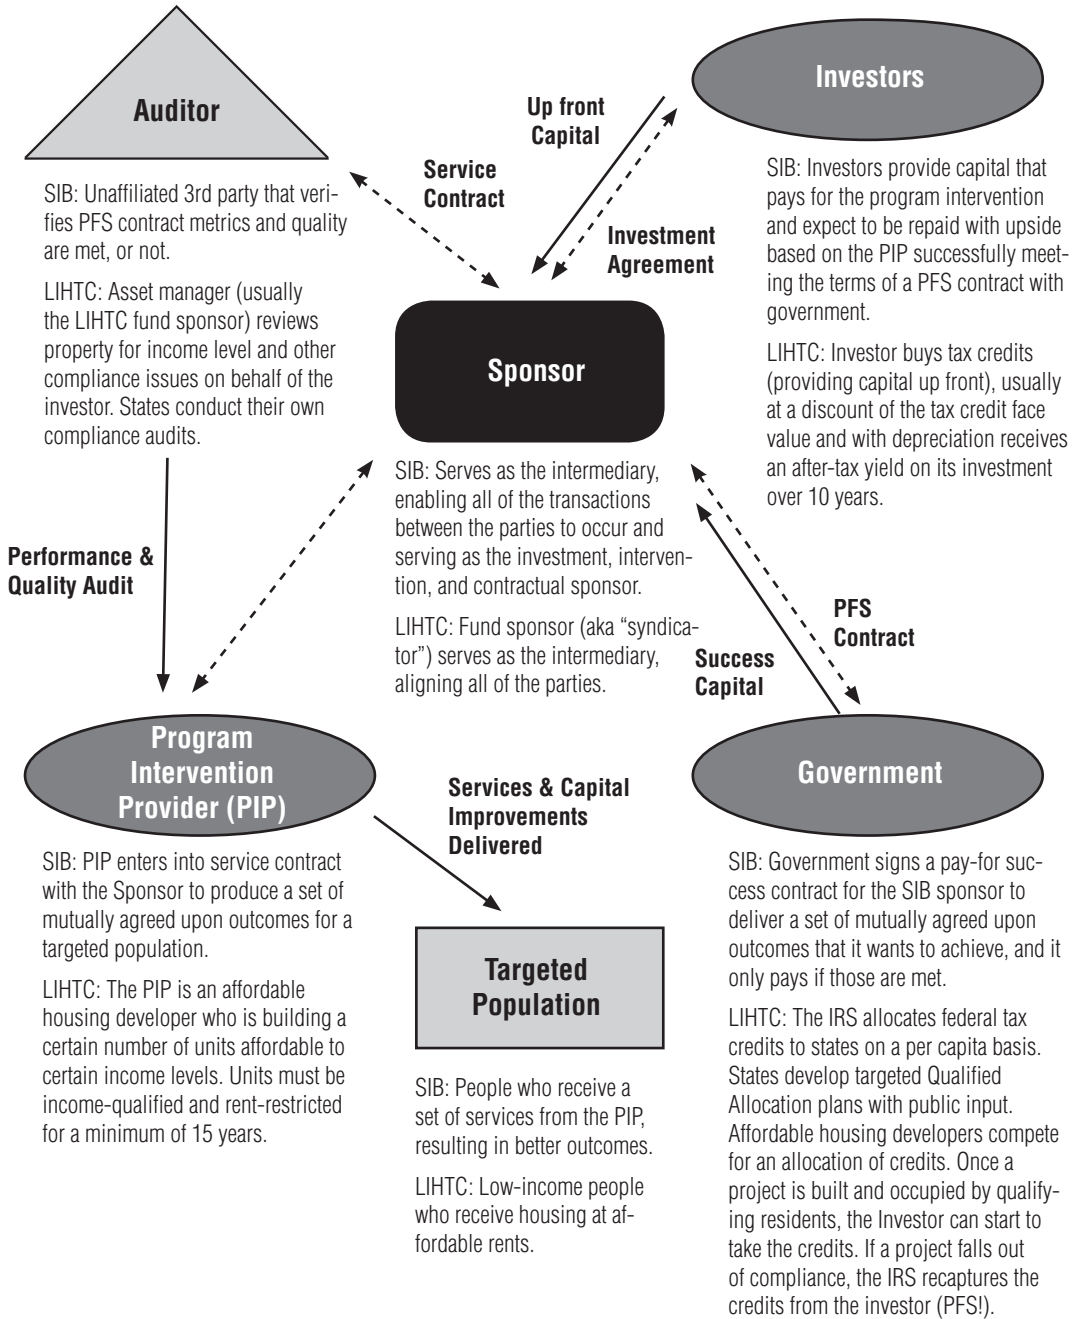 Auditor
SIB: Unaffiliated 3rd party that veri-
fies PFS contract metrics and quality
are met, or not.
LIHTC: Asset manager (usually
the LIHTC fund sponsor) reviews
property for income level and other
compliance issues on behalf of the
investor. States conduct their own
compliance audits.
Service
Contract
Up front
Capital
Investment
Agreement
Investors
SIB: Investors provide capital that
pays for the program intervention
and expect to be repaid with upside
based on the PIP successfully meet-
ing the terms of a PFS contract with
government.
LIHTC: Investor buys tax credits
(providing capital up front), usually
at a discount of the tax credit face
value and with depreciation receives
an after-tax yield on its investment
over 10 years.
Sponsor
SIB: Serves as the intermediary,
enabling all of the transactions
between the parties to occur and
serving as the investment, interven-
tion, and contractual sponsor.
LIHTC: Fund sponsor (aka “syndica-
tor”) serves as the intermediary,
aligning all of the parties.
Performance &
Quality Audit
PFS
Contract
Success
Capital
Program
Intervention
Provider (PIP)
SIB: PIP enters into service contract
with the Sponsor to produce a set of
mutually agreed upon outcomes for a
targeted population.
LIHTC: The PIP is an affordable
housing developer who is building a
certain number of units affordable to
certain income levels. Units must be
income-qualified and rent-restricted
for a minimum of 15 years.
Services & Capital
Improvements
Delivered
Targeted
Population
SIB: People who receive a
set of services from the PIP,
resulting in better outcomes.
LIHTC: Low-income people
who receive housing at af-
fordable rents.
Government
SIB: Government signs a pay-for suc-
cess contract for the SIB sponsor to
deliver a set of mutually agreed upon
outcomes that it wants to achieve, and it
only pays if those are met.
LIHTC: The IRS allocates federal tax
credits to states on a per capita basis.
States develop targeted Qualified
Allocation plans with public input.
Affordable housing developers compete
for an allocation of credits. Once a
project is built and occupied by qualify-
ing residents, the Investor can start to
take the credits. If a project falls out
of compliance, the IRS recaptures the
credits from the investor (PFS!).